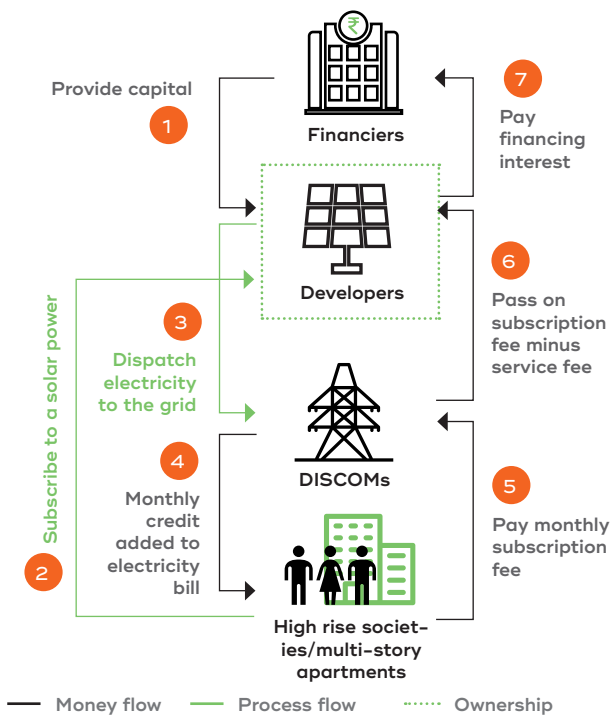 ₹
Provide capital
1
Financiers
7
Pay
financing
interest
Developers
6
Pass on
subscription
fee minus
service fee
3
Dispatch
electricity
to the grid
Subscribe to a solar power
2
DISCOMs
4
Monthly
credit
added to
electricity
bill
5
Pay monthly
subscription
fee
High rise societ-
ies/multi-story
apartments
Money flow
Process flow
Ownership